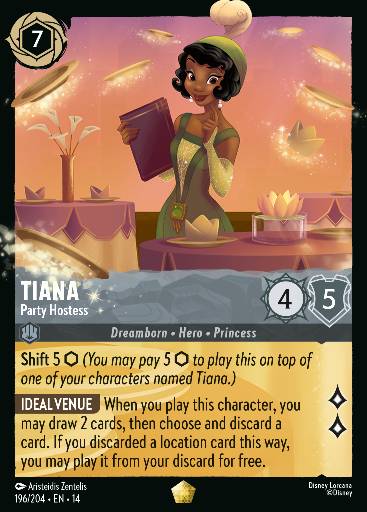 7
TIANA
Party Hostess
4
5
Dreamborn • Hero • Princess
Shift 5 ⬡ (You may pay 5 ⬡ to play this on top
of one of your characters named Tiana.)
IDEAL VENUE When you play this character, you
may draw 2 cards, then choose and discard a
card. If you discarded a location card this way,
you may play it from your discard for free.
Aristeidis Zentelis
196/204 • EN • 14
Disney Lorcana
©Disney